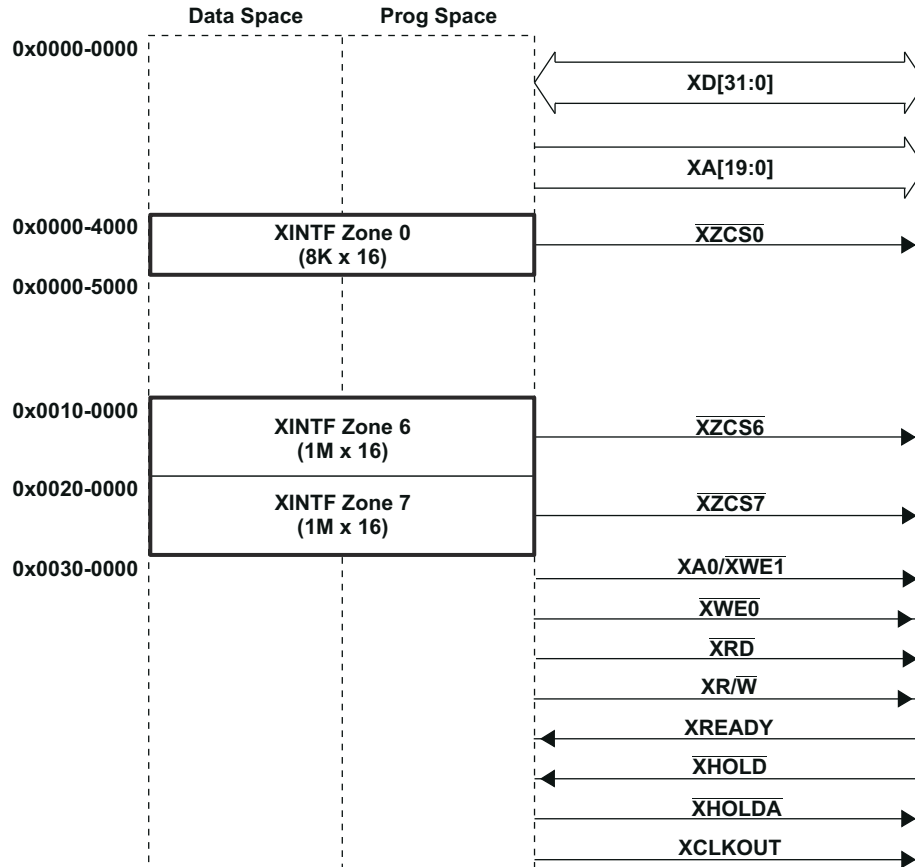 Data Space Prog Space
0x0000-0000
XD[31:0]
XA[19:0]
0x0000-4000
XINTF Zone 0
(8K x 16)
XZCS0
0x0000-5000
0x0010-0000
XINTF Zone 6
(1M x 16)
XZCS6
0x0020-0000
XINTF Zone 7
(1M x 16)
XZCS7
0x0030-0000
XA0/XWE1
XWE0
XRD
XR/W
XREADY
XHOLD
XHOLDA
XCLKOUT